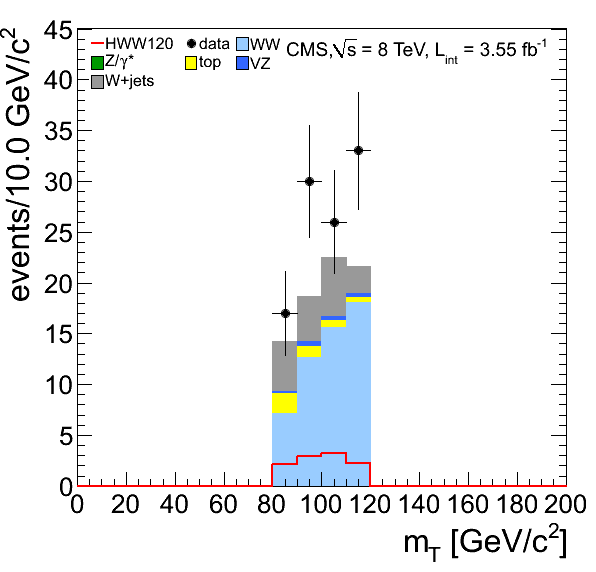 HWW120 data WW CMS,√s = 8 TeV, L_int = 3.55 fb⁻¹
Z/γ* top VZ
W+jets
events/10.0 GeV/c²
45
40
35
30
25
20
15
10
5
0
0 20 40 60 80 100 120 140 160 180 200
m_T [GeV/c²]